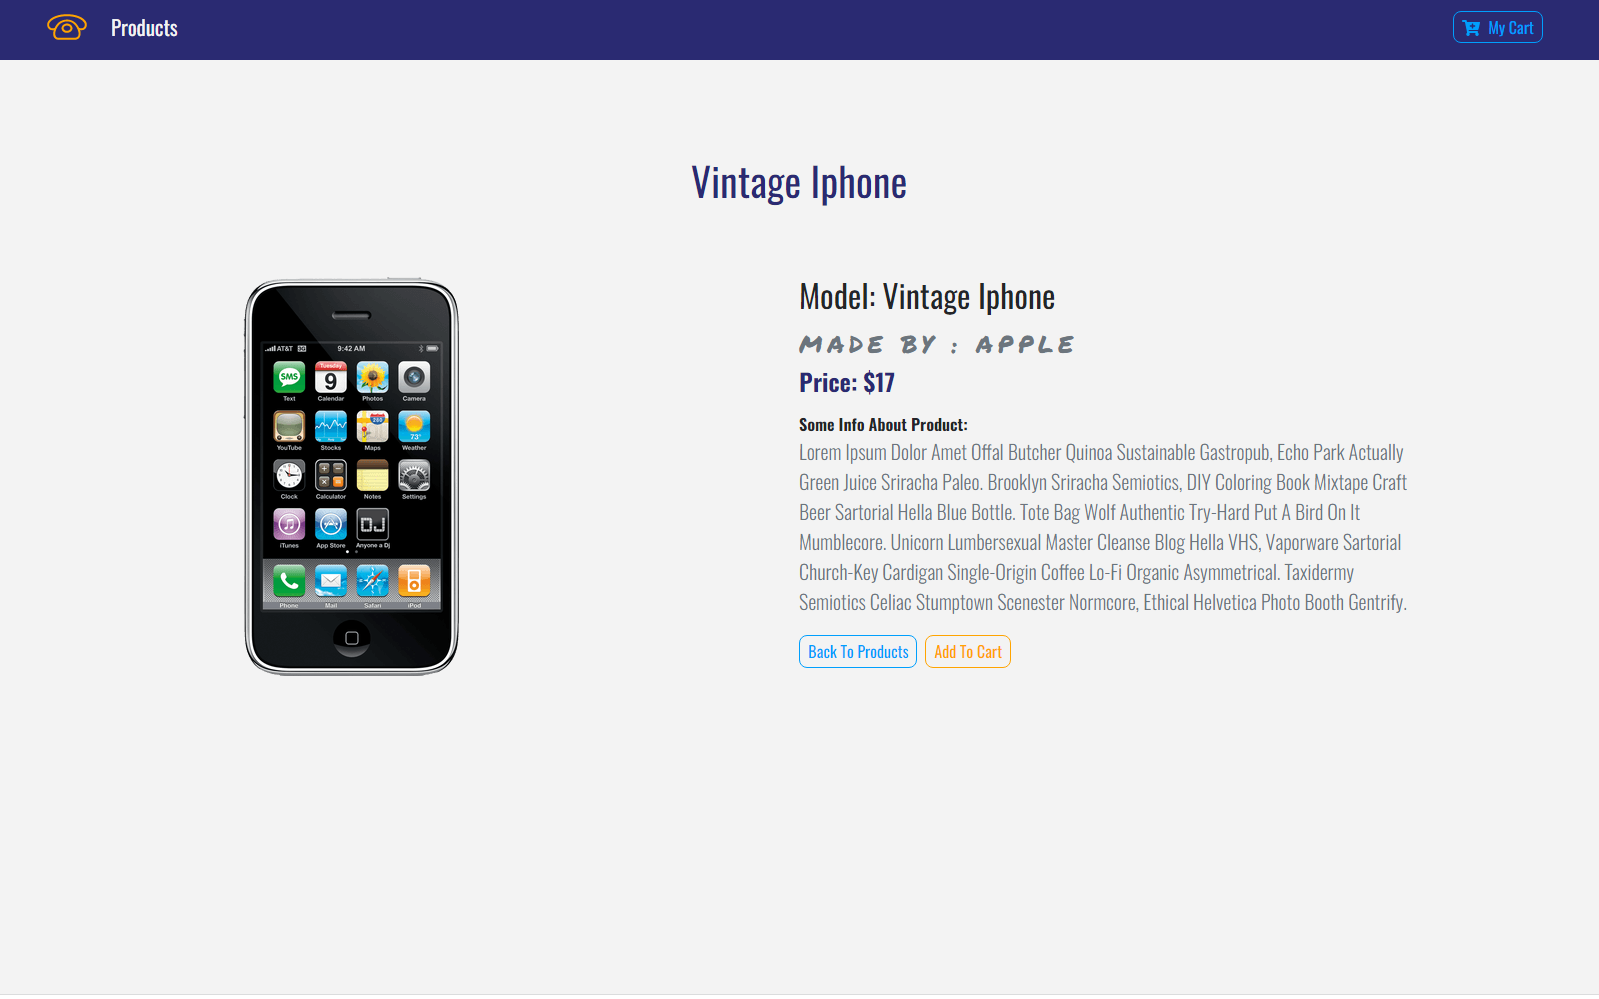 Products
My Cart
Vintage Iphone
Model: Vintage Iphone
MADE BY : APPLE
Price: $17
Some Info About Product:
Lorem Ipsum Dolor Amet Offal Butcher Quinoa Sustainable Gastropub, Echo Park Actually
Green Juice Sriracha Paleo. Brooklyn Sriracha Semiotics, DIY Coloring Book Mixtape Craft
Beer Sartorial Hella Blue Bottle. Tote Bag Wolf Authentic Try-Hard Put A Bird On It
Mumblecore. Unicorn Lumbersexual Master Cleanse Blog Hella VHS, Vaporware Sartorial
Church-Key Cardigan Single-Origin Coffee Lo-Fi Organic Asymmetrical. Taxidermy
Semiotics Celiac Stumptown Scenester Normcore, Ethical Helvetica Photo Booth Gentrify.
Back To Products
Add To Cart
AT&T 3G 9:42 AM
SMS Tuesday 9
Text Calendar Photos Camera
280 73°
YouTube Stocks Maps Weather
Clock Calculator Notes Settings
DJ
iTunes App Store Anyone a Dj
Phone Mail Safari iPod